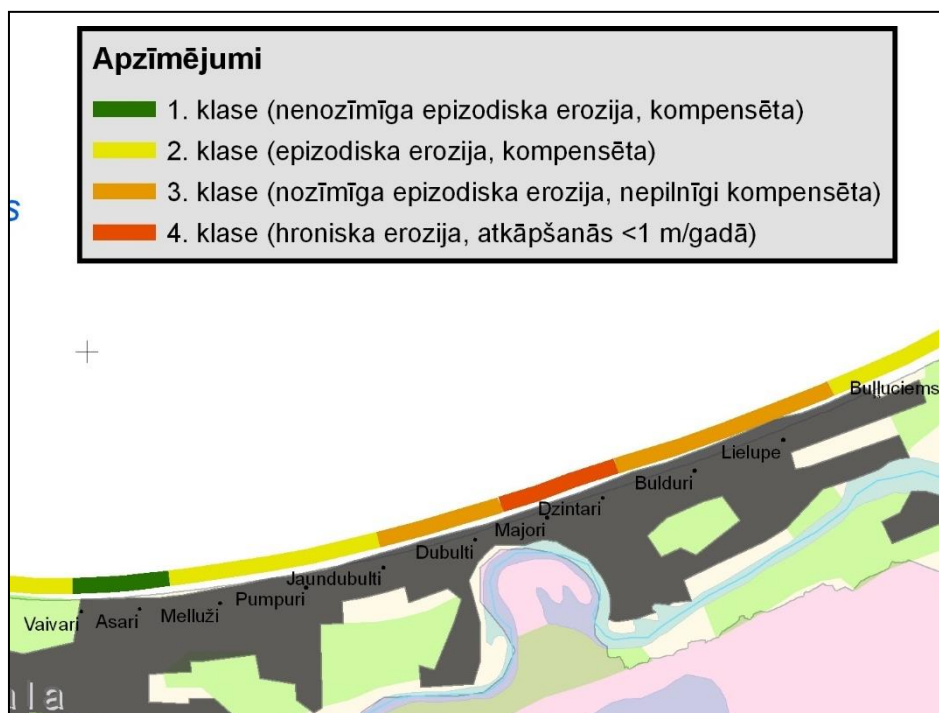 Apzīmējumi
1. klase (nenozīmīga epizodiska erozija, kompensēta)
2. klase (epizodiska erozija, kompensēta)
3. klase (nozīmīga epizodiska erozija, nepilnīgi kompensēta)
4. klase (hroniska erozija, atkāpšanās <1 m/gadā)
s
Buļļuciems
Lielupe
Bulduri
Dzintari
Majori
Dubulti
Jaundubulti
Pumpuri
Melluži
Asari
Vaivari
ala